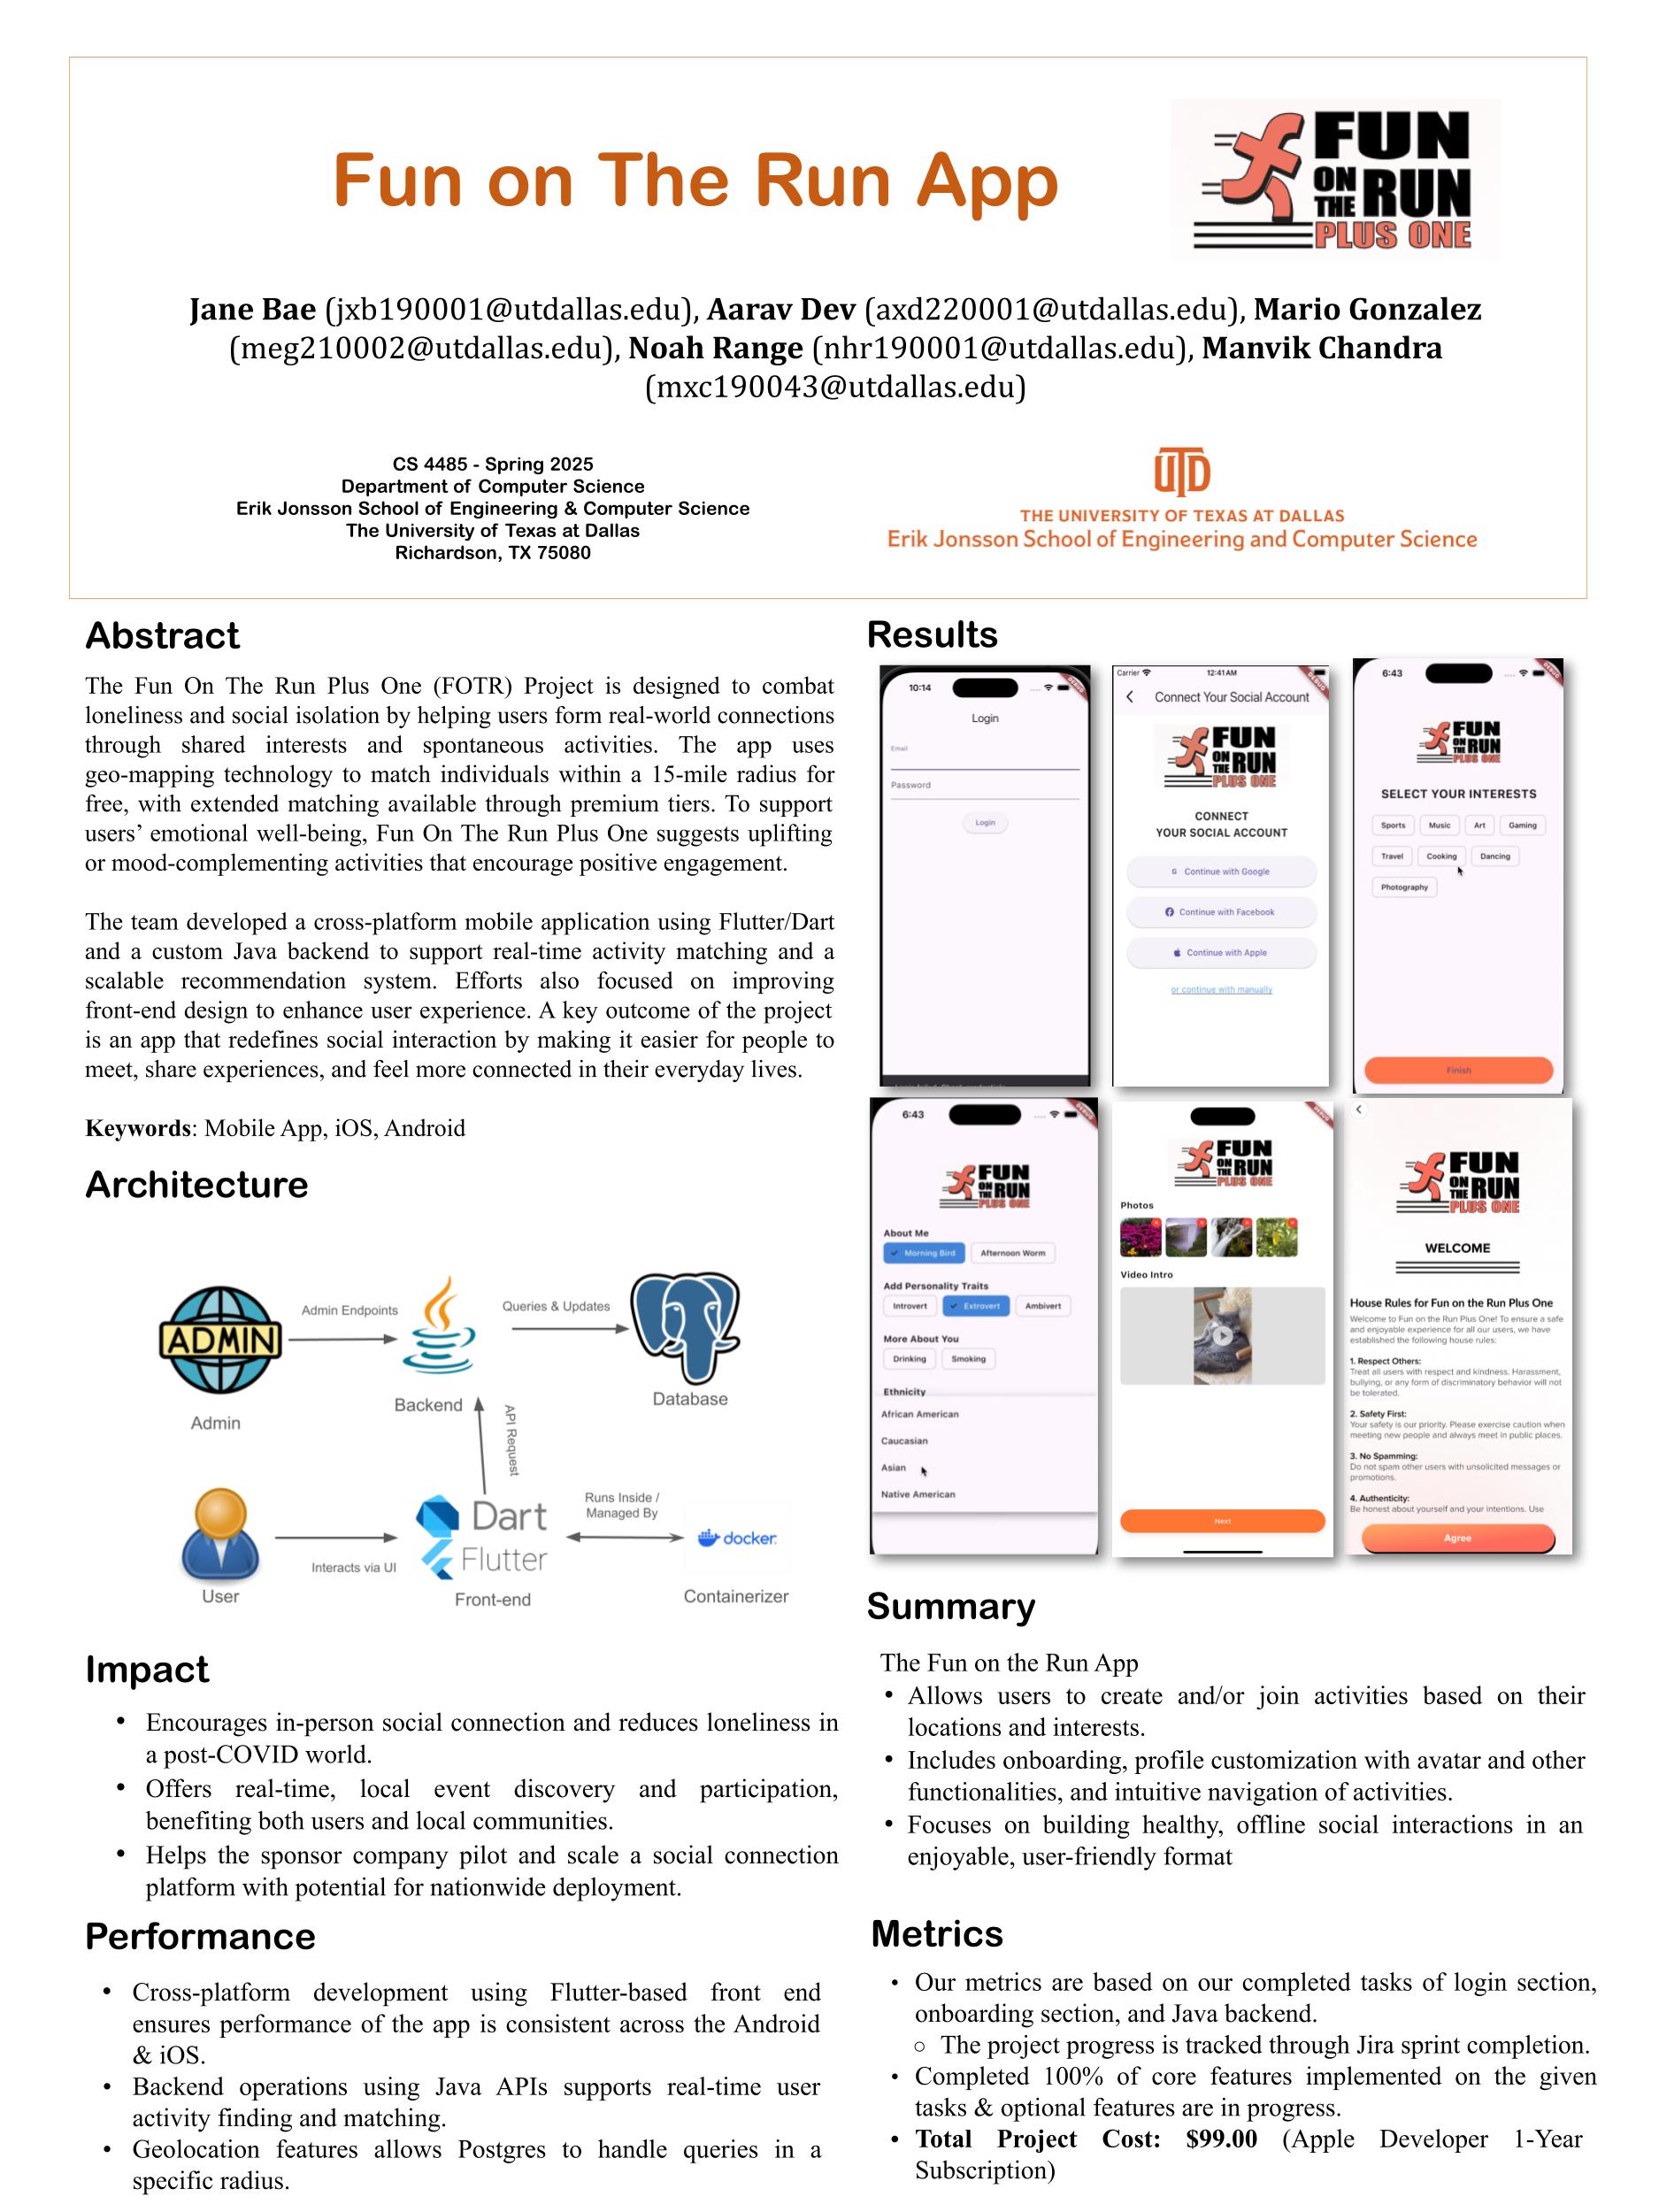 Fun on The Run App
FUN
ON THE RUN
PLUS ONE
Jane Bae (jxb190001@utdallas.edu), Aarav Dev (axd220001@utdallas.edu), Mario Gonzalez
(meg210002@utdallas.edu), Noah Range (nhr190001@utdallas.edu), Manvik Chandra
(mxc190043@utdallas.edu)
CS 4485 - Spring 2025
Department of Computer Science
Erik Jonsson School of Engineering & Computer Science
The University of Texas at Dallas
Richardson, TX 75080
UTD
THE UNIVERSITY OF TEXAS AT DALLAS
Erik Jonsson School of Engineering and Computer Science
Abstract
The Fun On The Run Plus One (FOTR) Project is designed to combat
loneliness and social isolation by helping users form real-world connections
through shared interests and spontaneous activities. The app uses
geo-mapping technology to match individuals within a 15-mile radius for
free, with extended matching available through premium tiers. To support
users’ emotional well-being, Fun On The Run Plus One suggests uplifting
or mood-complementing activities that encourage positive engagement.
The team developed a cross-platform mobile application using Flutter/Dart
and a custom Java backend to support real-time activity matching and a
scalable recommendation system. Efforts also focused on improving
front-end design to enhance user experience. A key outcome of the project
is an app that redefines social interaction by making it easier for people to
meet, share experiences, and feel more connected in their everyday lives.
Keywords: Mobile App, iOS, Android
Architecture
ADMIN
Admin Endpoints
Queries & Updates
Admin
Backend
Database
API Request
Dart
Flutter
Runs Inside /
Managed By
docker
Interacts via UI
User
Front-end
Containerizer
Impact
• Encourages in-person social connection and reduces loneliness in
a post-COVID world.
• Offers real-time, local event discovery and participation,
benefiting both users and local communities.
• Helps the sponsor company pilot and scale a social connection
platform with potential for nationwide deployment.
Performance
• Cross-platform development using Flutter-based front end
ensures performance of the app is consistent across the Android
& iOS.
• Backend operations using Java APIs supports real-time user
activity finding and matching.
• Geolocation features allows Postgres to handle queries in a
specific radius.
Results
10:14
Login
Email
Password
Login
Carrier
12:41 AM
Connect Your Social Account
FUN
ON THE RUN
PLUS ONE
CONNECT
YOUR SOCIAL ACCOUNT
G Continue with Google
Continue with Facebook
Continue with Apple
or continue with manually
6:43
FUN
ON THE RUN
PLUS ONE
SELECT YOUR INTERESTS
Sports Music Art Gaming
Travel Cooking Dancing
Photography
Finish
6:43
FUN
ON THE RUN
PLUS ONE
About Me
Morning Bird Afternoon Worm
Add Personality Traits
Introvert Extrovert Ambivert
More About You
Drinking Smoking
Ethnicity
African American
Caucasian
Asian
Native American
FUN
ON THE RUN
PLUS ONE
Photos
Video Intro
Next
FUN
ON THE RUN
PLUS ONE
WELCOME
House Rules for Fun on the Run Plus One
Welcome to Fun on the Run Plus One! To ensure a safe
and enjoyable experience for all our users, we have
established the following house rules:
1. Respect Others:
Treat all users with respect and kindness. Harassment,
bullying, or any form of discriminatory behavior will not
be tolerated.
2. Safety First:
Your safety is our priority. Please exercise caution when
meeting new people and always meet in public places.
3. No Spamming:
Do not spam other users with unsolicited messages or
promotions.
4. Authenticity:
Be honest about yourself and your intentions. Use
Agree
Summary
The Fun on the Run App
• Allows users to create and/or join activities based on their
locations and interests.
• Includes onboarding, profile customization with avatar and other
functionalities, and intuitive navigation of activities.
• Focuses on building healthy, offline social interactions in an
enjoyable, user-friendly format
Metrics
• Our metrics are based on our completed tasks of login section,
onboarding section, and Java backend.
○ The project progress is tracked through Jira sprint completion.
• Completed 100% of core features implemented on the given
tasks & optional features are in progress.
• Total Project Cost: $99.00 (Apple Developer 1-Year
Subscription)